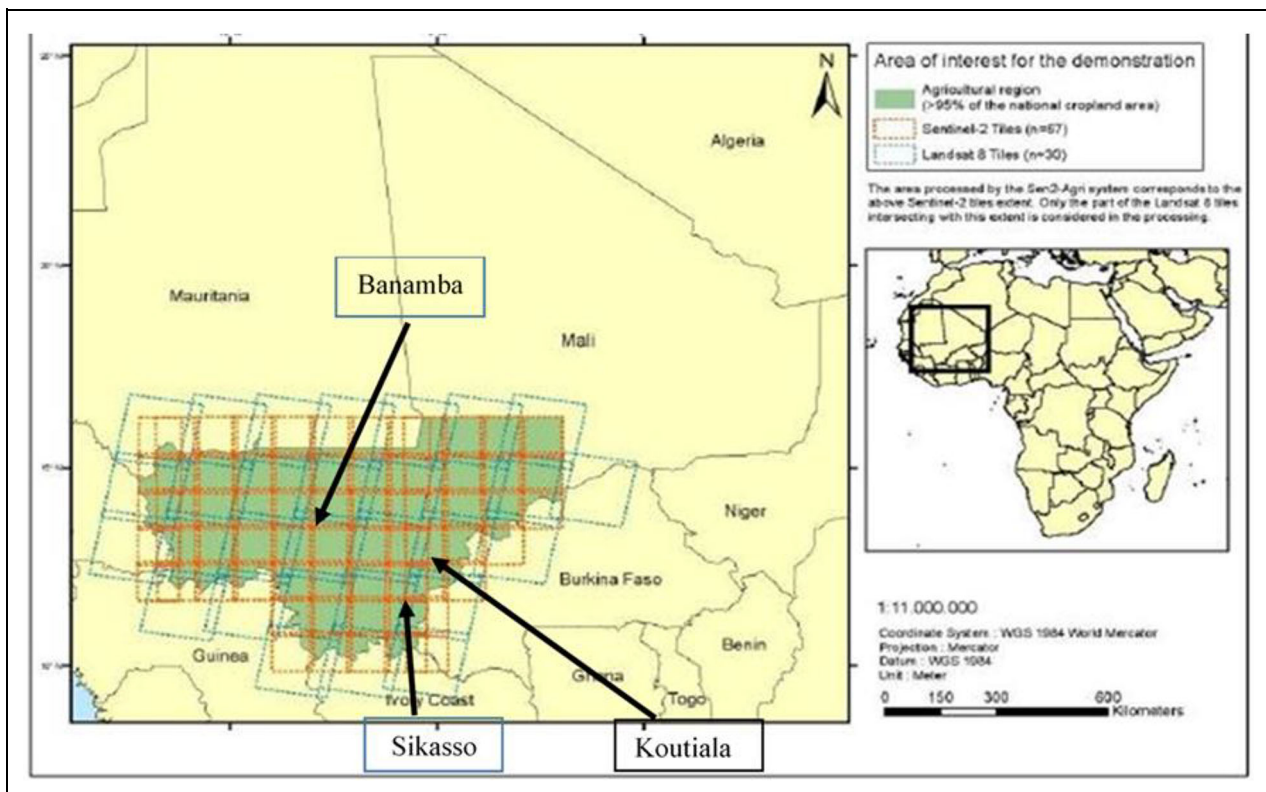 N
Algeria
Mauritania
Banamba
Mali
Niger
Burkina Faso
Benin
Guinea
Ghana
Togo
Ivory Coast
Sikasso
Koutiala
Area of interest for the demonstration
Agricultural region
(>95% of the national cropland area)
Sentinel-2 Tiles (n=67)
Landsat 8 Tiles (n=30)
The area processed by the Sen2-Agri system corresponds to the
above Sentinel-2 tiles extent. Only the part of the Landsat 8 tiles
intersecting with this extent is considered in the processing.
1:11.000.000
Coordinate System : WGS 1984 World Mercator
Projection : Mercator
Datum : WGS 1984
Unit : Meter
0 150 300 600
Kilometers